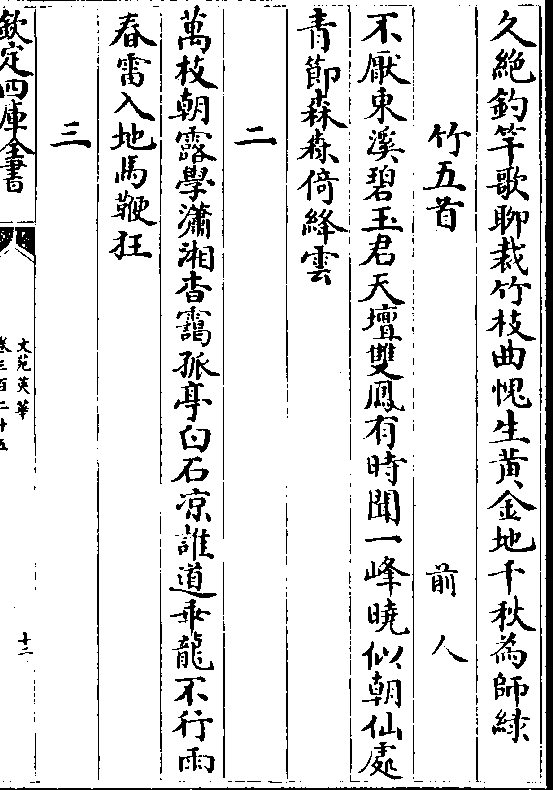 久絶釣竿歌聊裁竹枝曲愧生黄金地千秋為師緑
竹五首 前人
不厭東溪碧玉君天壇雙鳳有時聞一峰曉似朝仙處
青節森森倚絳雲
二
萬枝朝露學瀟湘杳靄孤亭白石凉誰道乖龍不行雨
春雷入地馬鞭狂
三
欽定四庫全書
文苑英華
卷三百二十五
十二